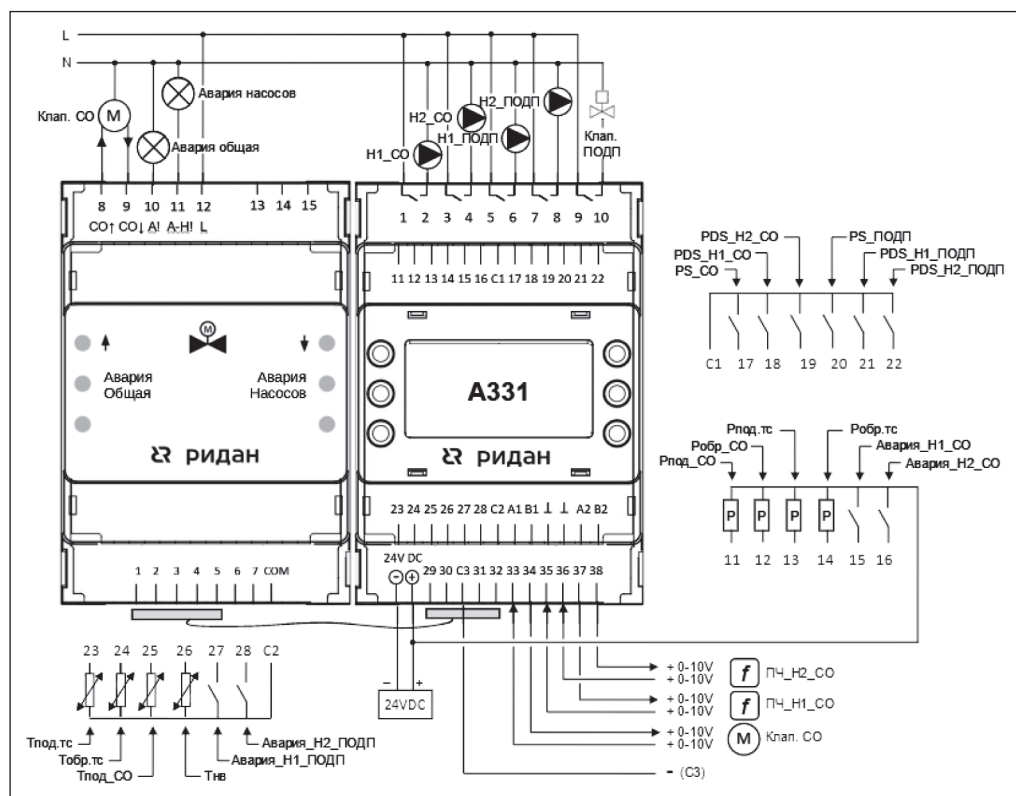 L
N
Клап. СО
M
Авария насосов
Авария общая
Н1_СО
Н2_СО
Н1_ПОДП
Н2_ПОДП
Клап.
ПОДП
8 9 10 11 12 13 14 15
СО↑ СО↓ А! А-Н! L
1 2 3 4 5 6 7 8 9 10
11 12 13 14 15 16 C1 17 18 19 20 21 22
M
Авария
Общая
Авария
Насосов
ридан
A331
ридан
23 24 25 26 27 28 C2 A1 B1 ⊥ ⊥ A2 B2
24V DC
− +
29 30 C3 31 32 33 34 35 36 37 38
1 2 3 4 5 6 7 COM
PDS_H2_CO
PDS_H1_CO
PS_CO
PS_ПОДП
PDS_H1_ПОДП
PDS_H2_ПОДП
C1 17 18 19 20 21 22
Рпод.тс
Робр_СО
Рпод_СО
Робр.тс
Авария_Н1_СО
Авария_Н2_СО
P P P P
11 12 13 14 15 16
23 24 25 26 27 28 C2
Тпод.тс
Тобр.тс
Тпод_СО
Тнв
Авария_Н2_ПОДП
Авария_Н1_ПОДП
− +
24VDC
+ 0-10V
+ 0-10V
f ПЧ_Н2_СО
+ 0-10V
+ 0-10V
f ПЧ_Н1_СО
+ 0-10V
+ 0-10V
M Клап. СО
- (C3)